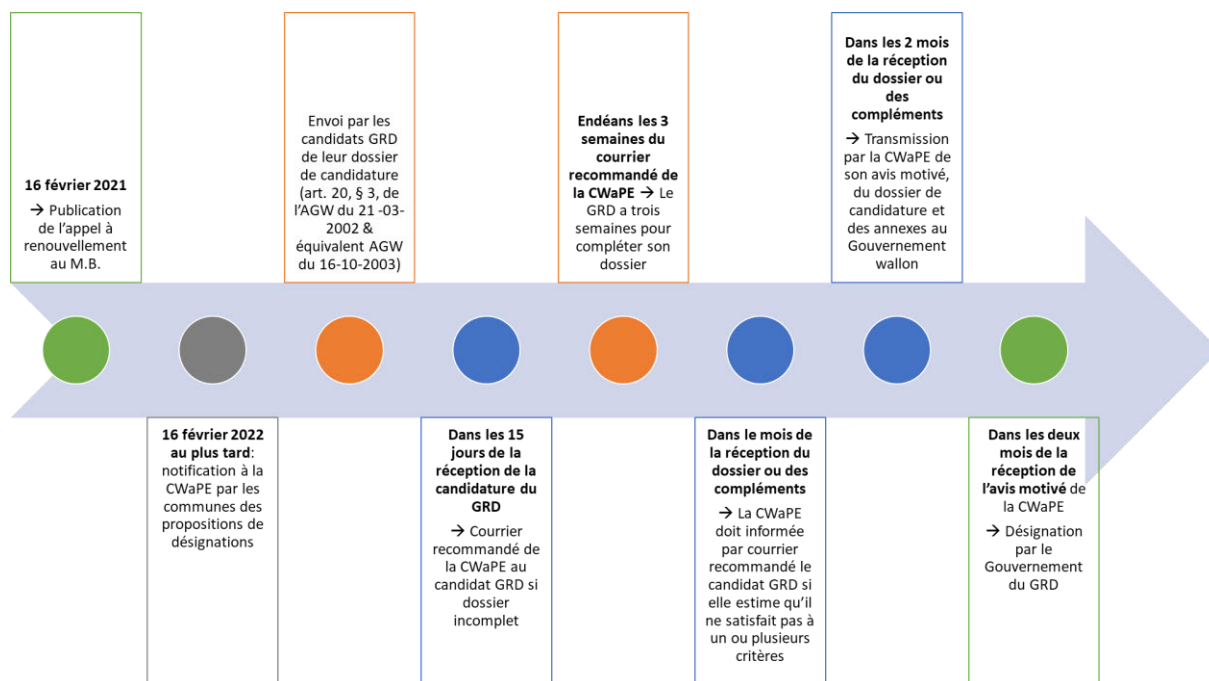 16 février 2021
→ Publication
de l'appel à
renouvellement
au M.B.
16 février 2022
au plus tard:
notification à la
CWaPE par les
communes des
propositions de
désignations
Envoi par les
candidats GRD
de leur dossier
de candidature
(art. 20, § 3, de
l'AGW du 21 -03-
2002 &
équivalent AGW
du 16-10-2003)
Dans les 15
jours de la
réception de la
candidature du
GRD
→ Courrier
recommandé de
la CWaPE au
candidat GRD si
dossier
incomplet
Endéans les 3
semaines du
courrier
recommandé de
la CWaPE → Le
GRD a trois
semaines pour
compléter son
dossier
Dans le mois de
la réception du
dossier ou des
compléments
→ La CWaPE
doit informée
par courrier
recommandé le
candidat GRD si
elle estime qu'il
ne satisfait pas à
un ou plusieurs
critères
Dans les 2 mois
de la réception
du dossier ou
des
compléments
→ Transmission
par la CWaPE de
son avis motivé,
du dossier de
candidature et
des annexes au
Gouvernement
wallon
Dans les deux
mois de la
réception de
l'avis motivé de
la CWaPE
→ Désignation
par le
Gouvernement
du GRD